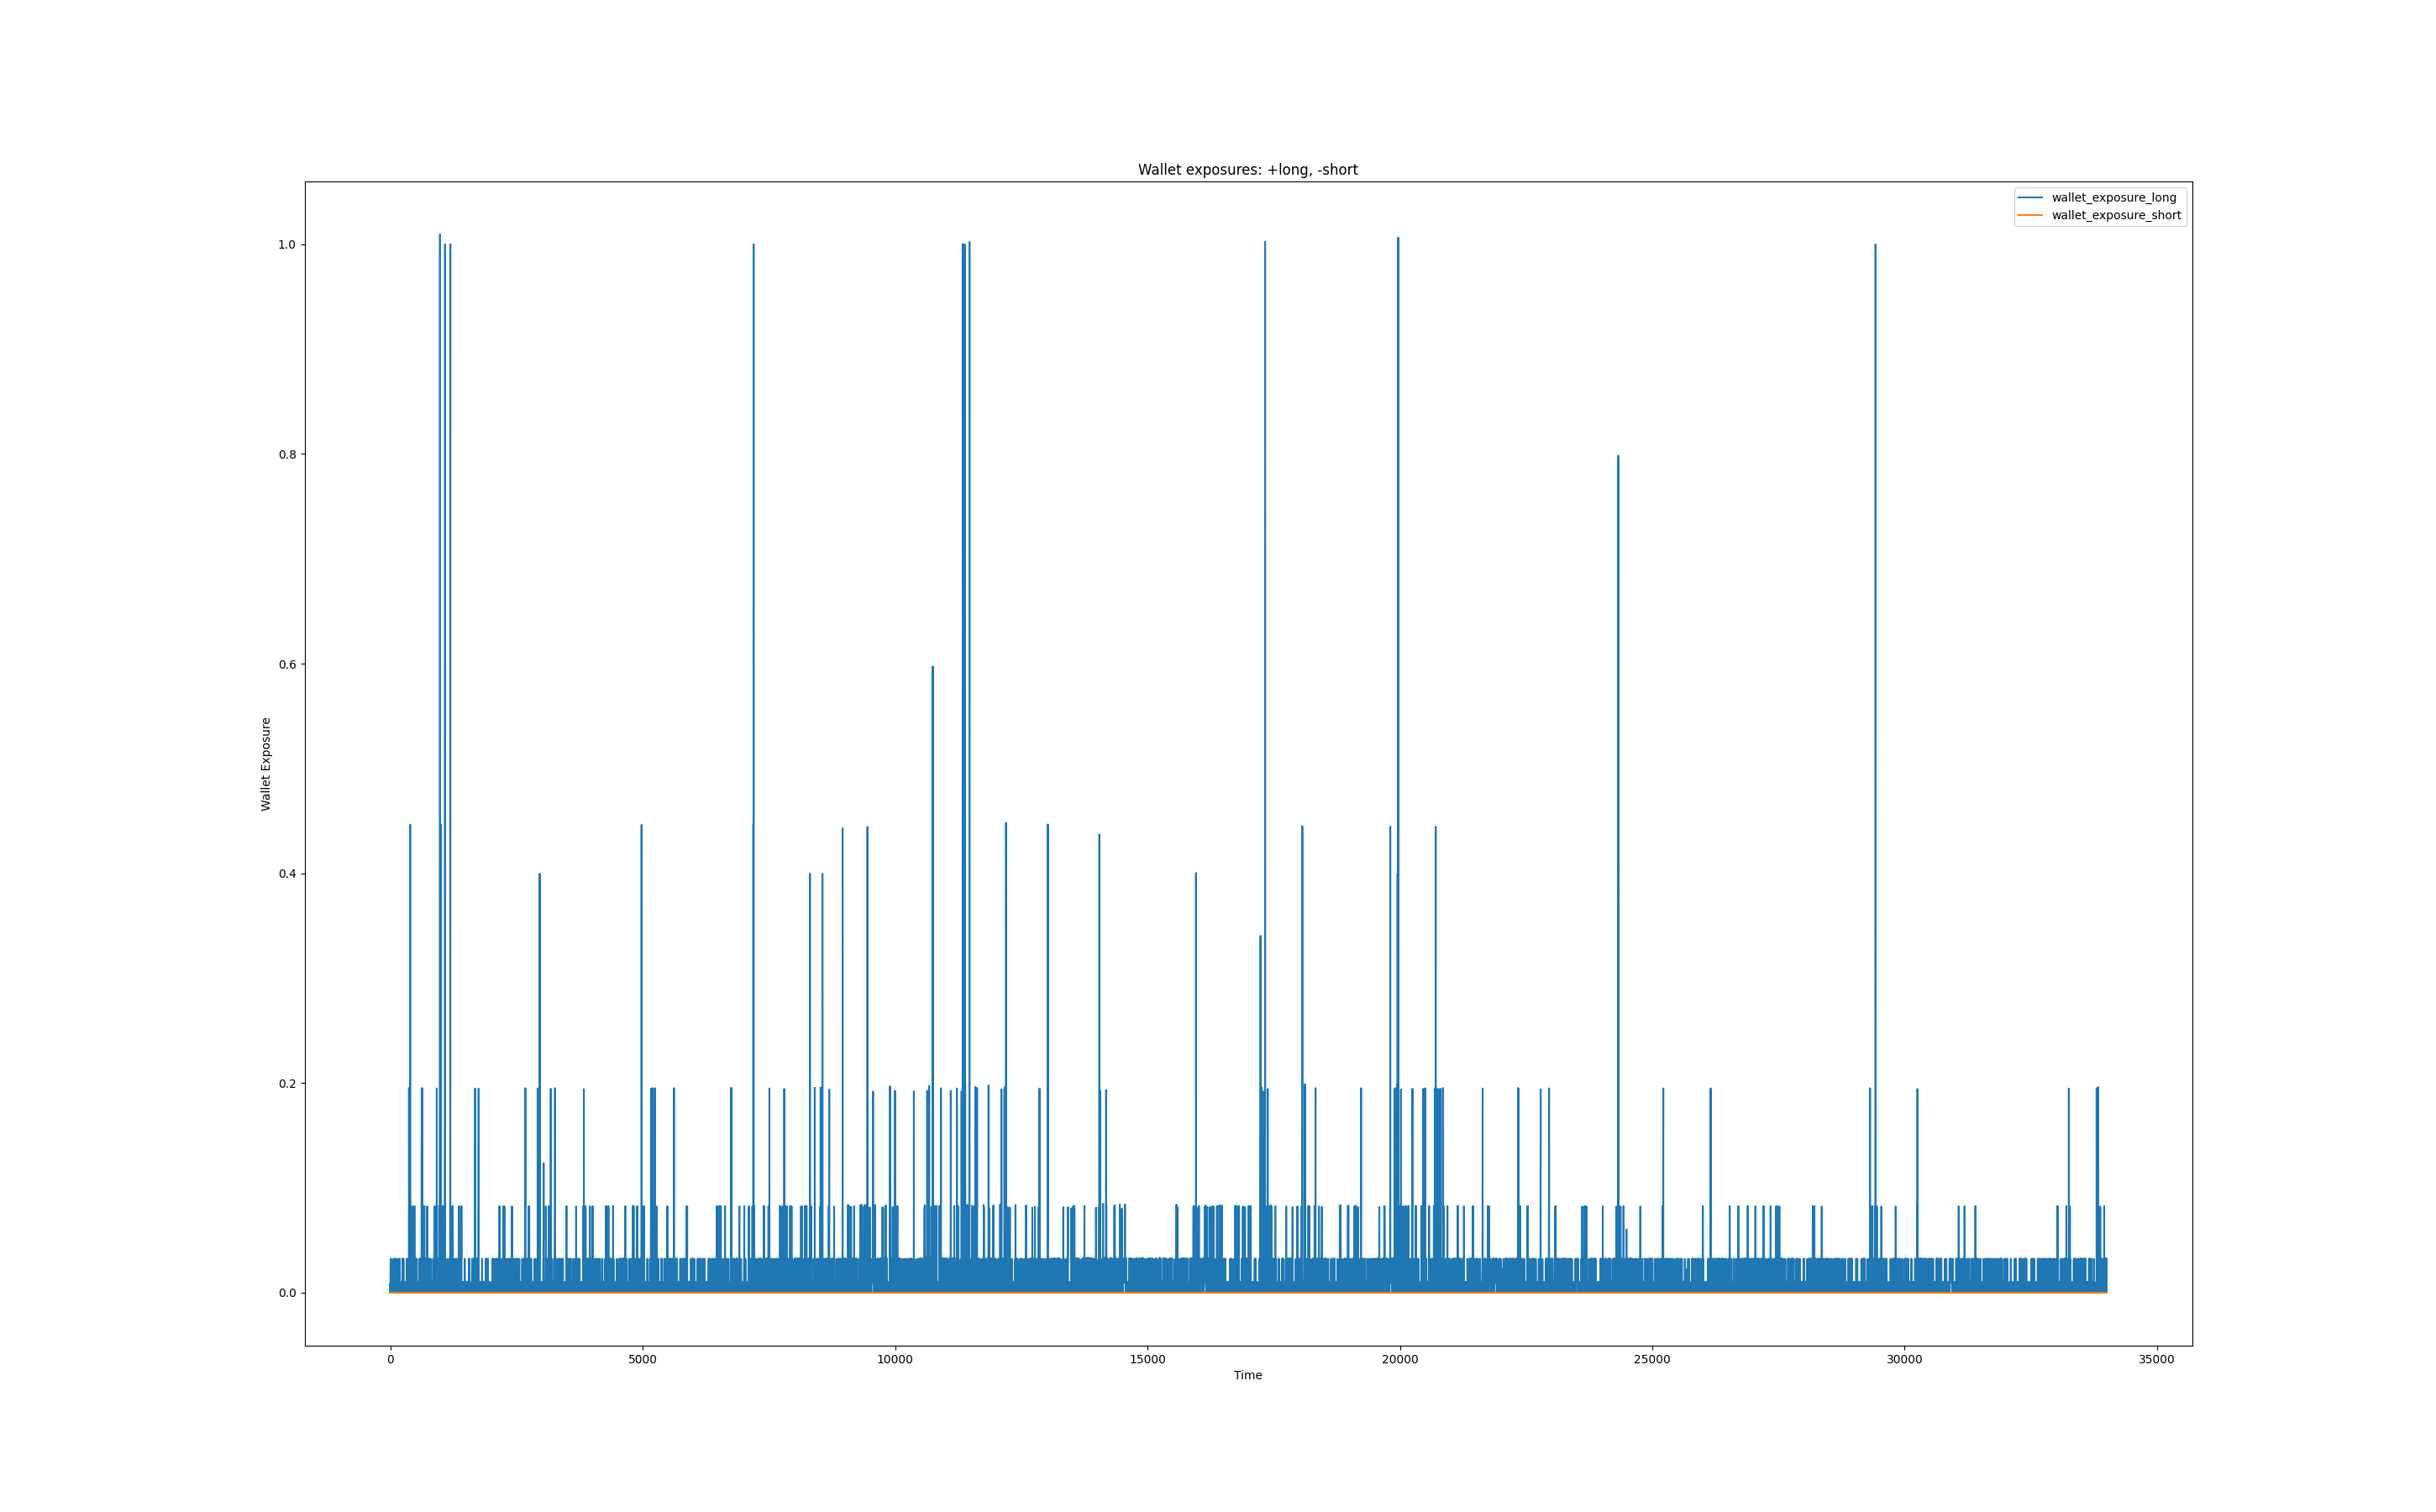 Wallet exposures: +long, -short
wallet_exposure_long
wallet_exposure_short
1.0
0.8
0.6
0.4
0.2
0.0
Wallet Exposure
0 5000 10000 15000 20000 25000 30000 35000
Time